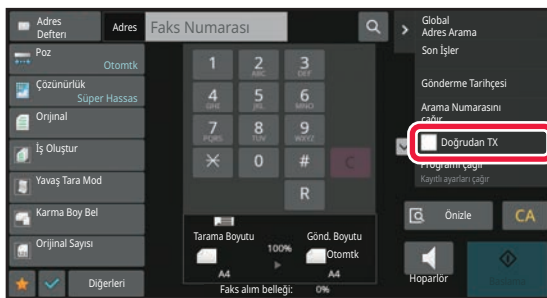 Adres
Defteri
Adres
Faks Numarası
Global
Adres Arama
Poz
Otomtk
Son İşler
Çözünürlük
Süper Hassas
Gönderme Tarihçesi
Orijinal
Arama Numarasını
çağır
İş Oluştur
Doğrudan TX
Programı çağır
Kayıtlı ayarları çağır
Yavaş Tara Mod
Karma Boy Bel
Orijinal Sayısı
Diğerleri
1
2
ABC
3
DEF
4
GHI
5
JKL
6
MNO
7
PQRS
8
TUV
9
WXYZ
0
#
C
R
Tarama Boyutu
100%
Gönd. Boyutu
Otomtk
A4
A4
Faks alım belleği:
0%
Önizle
CA
Hoparlör